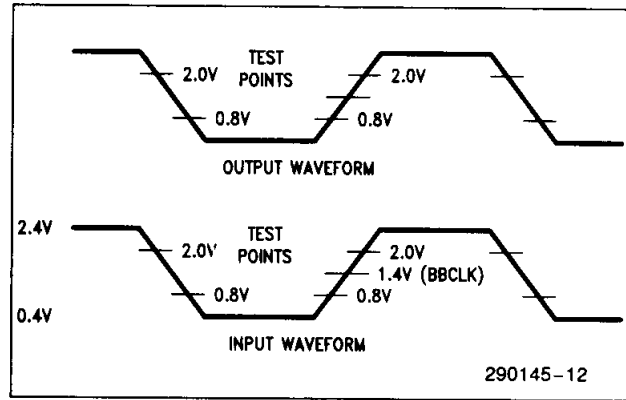 TEST
2.0V POINTS 2.0V
0.8V 0.8V
OUTPUT WAVEFORM
2.4V TEST
2.0V POINTS 2.0V
1.4V (BBCLK)
0.8V 0.8V
0.4V
INPUT WAVEFORM
290145-12